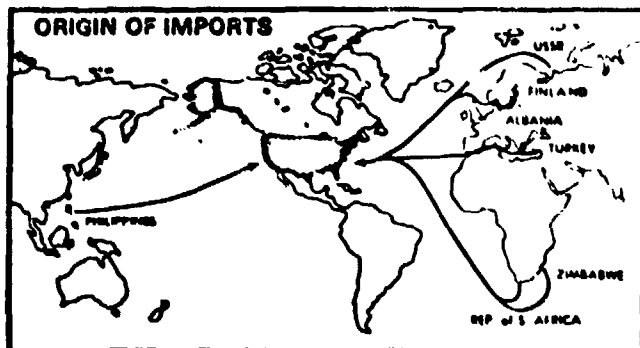 ORIGIN OF IMPORTS
USSR
FINLAND
ALBANIA
TURKEY
PHILIPPINES
ZIMBABWE
REP of S AFRICA